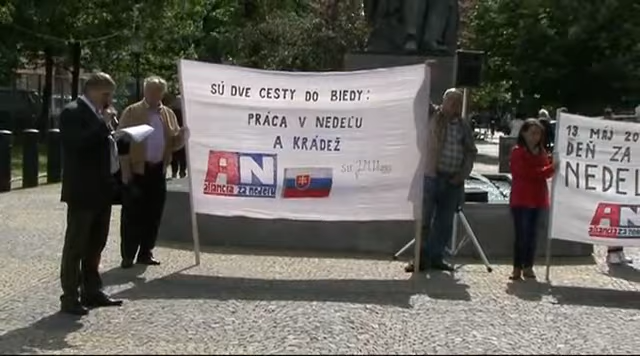 SÚ DVE CESTY DO BIEDY:
PRÁCA V NEDEĽU
A KRÁDEŽ
AN
aliancia za nedeľu
13 MÁJ 20
DEŇ ZA
NEDEĽ
AN
aliancia za nede